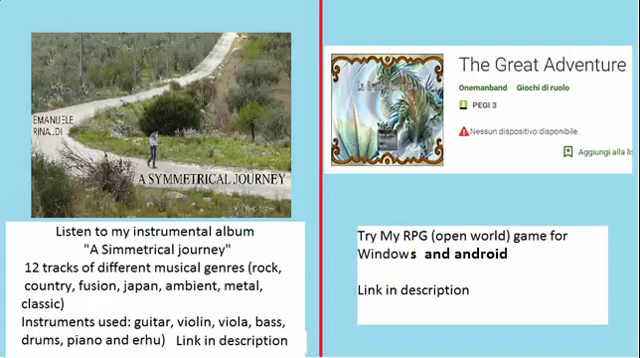 EMANUELE
RINALDI
A SYMMETRICAL JOURNEY
Listen to my instrumental album
"A Simmetrical journey"
12 tracks of different musical genres (rock,
country, fusion, japan, ambient, metal,
classic)
Instruments used: guitar, violin, viola, bass,
drums, piano and erhu) Link in description
The Great Adventure
Onemanband Giochi di ruolo
PEGI 3
Nessun dispositivo disponibile.
Aggiungi alla lis
Try My RPG (open world) game for
Windows and android
Link in description